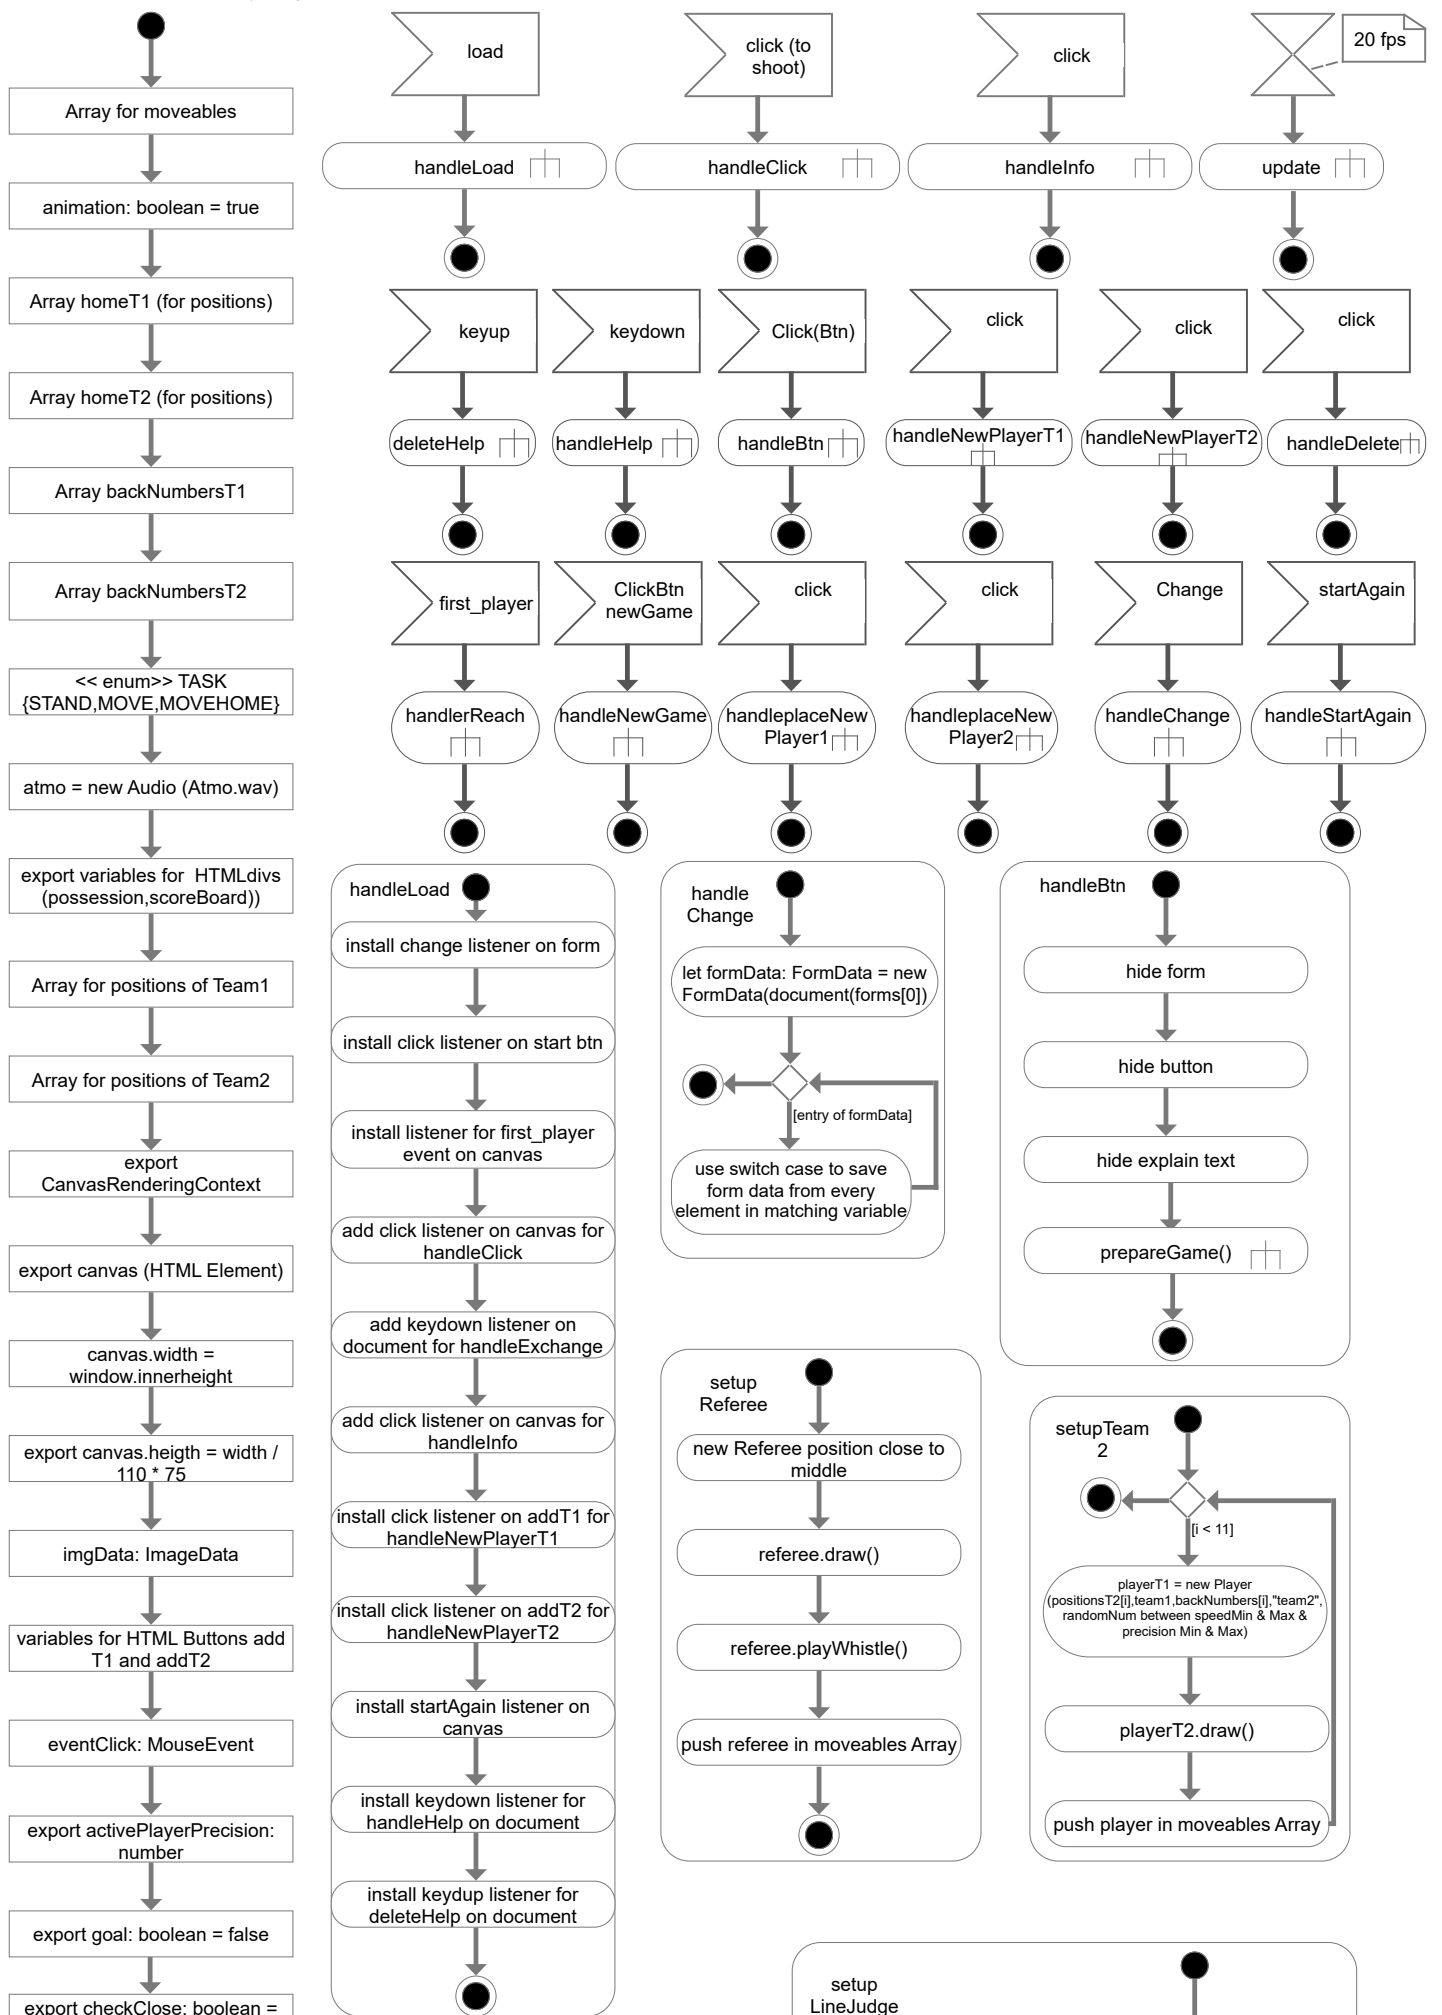 Array for moveables
animation: boolean = true
Array homeT1 (for positions)
Array homeT2 (for positions)
Array backNumbersT1
Array backNumbersT2
<< enum>> TASK
{STAND,MOVE,MOVEHOME}
atmo = new Audio (Atmo.wav)
export variables for HTMLdivs
(possession,scoreBoard))
Array for positions of Team1
Array for positions of Team2
export
CanvasRenderingContext
export canvas (HTML Element)
canvas.width =
window.innerheight
export canvas.heigth = width /
110 * 75
imgData: ImageData
variables for HTML Buttons add
T1 and addT2
eventClick: MouseEvent
export activePlayerPrecision:
number
export goal: boolean = false
export checkClose: boolean =
load
handleLoad
click (to
shoot)
handleClick
click
handleInfo
20 fps
update
keyup
deleteHelp
keydown
handleHelp
Click(Btn)
handleBtn
click
handleNewPlayerT1
click
handleNewPlayerT2
click
handleDelete
first_player
handlerReach
ClickBtn
newGame
handleNewGame
click
handleplaceNew
Player1
click
handleplaceNew
Player2
Change
handleChange
startAgain
handleStartAgain
handleLoad
install change listener on form
install click listener on start btn
install listener for first_player
event on canvas
add click listener on canvas for
handleClick
add keydown listener on
document for handleExchange
add click listener on canvas for
handleInfo
install click listener on addT1 for
handleNewPlayerT1
install click listener on addT2 for
handleNewPlayerT2
install startAgain listener on
canvas
install keydown listener for
handleHelp on document
install keydup listener for
deleteHelp on document
handle
Change
let formData: FormData = new
FormData(document(forms[0])
[entry of formData]
use switch case to save
form data from every
element in matching variable
handleBtn
hide form
hide button
hide explain text
prepareGame()
setup
Referee
new Referee position close to
middle
referee.draw()
referee.playWhistle()
push referee in moveables Array
setupTeam
2
[i < 11]
playerT1 = new Player
(positionsT2[i],team1,backNumbers[i],"team2",
randomNum between speedMin & Max &
precision Min & Max)
playerT2.draw()
push player in moveables Array
setup
LineJudge